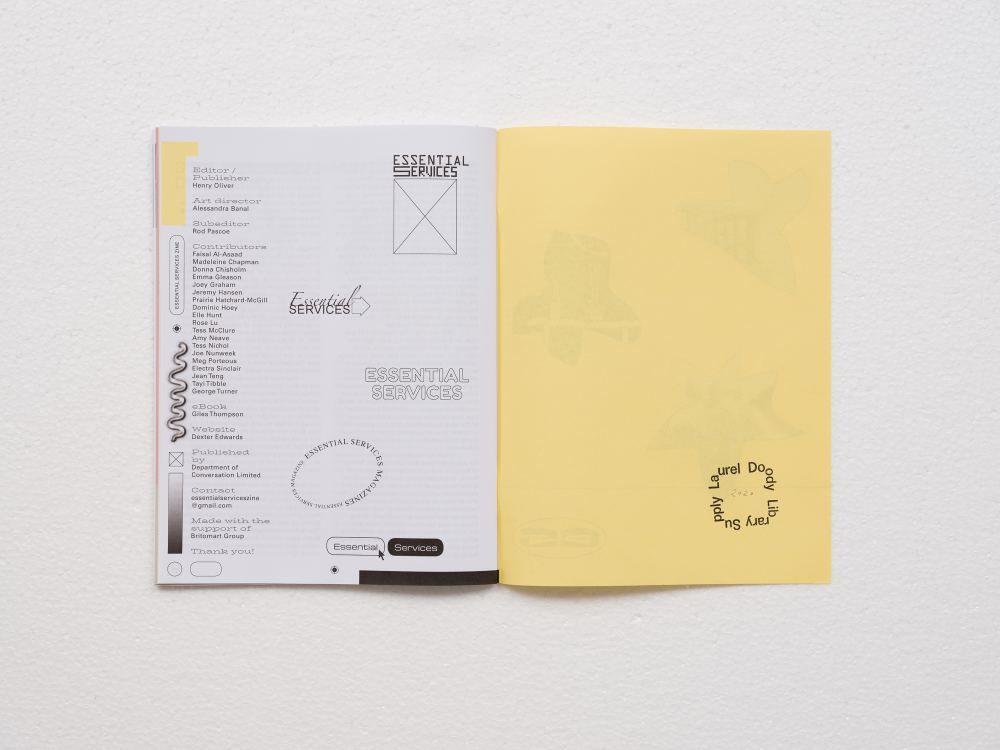 Editor /
Publisher
Henry Oliver
Art director
Alessandra Banal
Subeditor
Rod Pascoe
Contributors
Faisal Al-Asaad
Madeleine Chapman
Donna Chisholm
Emma Gleason
Joey Graham
Jeremy Hansen
Prairie Hatchard-McGill
Dominic Hoey
Elle Hunt
Rose Lu
Tess McClure
Amy Neave
Tess Nichol
Joe Nunweek
Meg Porteous
Electra Sinclair
Jean Teng
Tayi Tibble
George Turner
eBook
Giles Thompson
Website
Dexter Edwards
Published
by
Department of
Conversation Limited
Contact
essentialserviceszine
@gmail.com
Made with the
support of
Britomart Group
Thank you!
ESSENTIAL SERVICES ZINE
ESSENTIAL
SERVICES
Essential
SERVICES
ESSENTIAL
SERVICES
ESSENTIAL SERVICES MAGAZINES ESSENTIAL SERVICES MAGAZINE
Essential Services
Laurel Doody Library Supply
2020